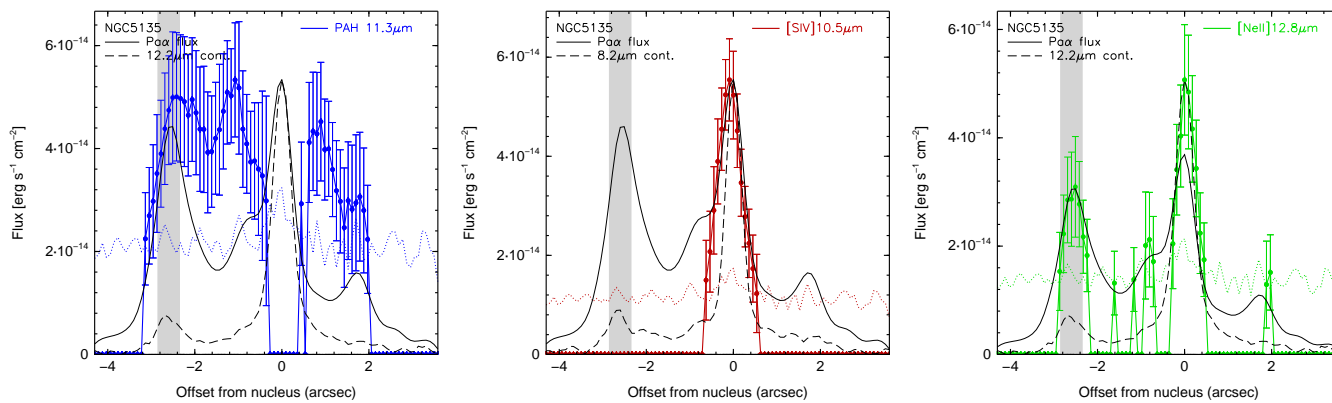 NGC5135
PAH 11.3μm
Paα flux
12.2μm cont.
6·10⁻¹⁴
4·10⁻¹⁴
2·10⁻¹⁴
0
Flux [erg s⁻¹ cm⁻²]
−4 −2 0 2
Offset from nucleus (arcsec)
NGC5135
[SIV]10.5μm
Paα flux
8.2μm cont.
6·10⁻¹⁴
4·10⁻¹⁴
2·10⁻¹⁴
0
Flux [erg s⁻¹ cm⁻²]
−4 −2 0 2
Offset from nucleus (arcsec)
NGC5135
[NeII]12.8μm
Paα flux
12.2μm cont.
6·10⁻¹⁴
4·10⁻¹⁴
2·10⁻¹⁴
0
Flux [erg s⁻¹ cm⁻²]
−4 −2 0 2
Offset from nucleus (arcsec)